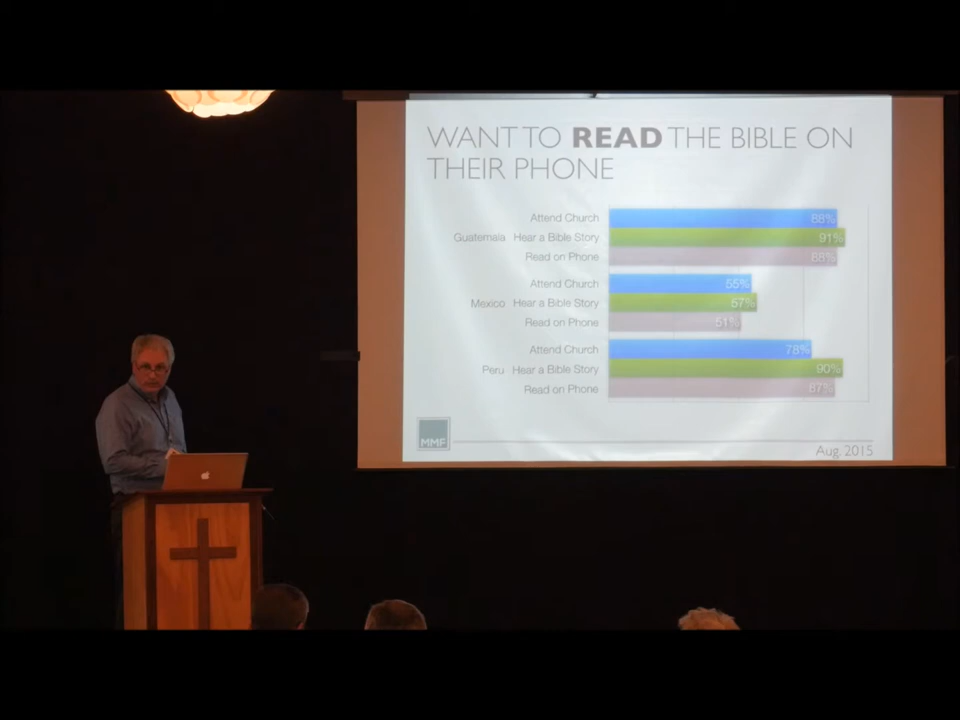 WANT TO READ THE BIBLE ON
THEIR PHONE
Attend Church 88%
Guatemala Hear a Bible Story 91%
Read on Phone 88%
Attend Church 55%
Mexico Hear a Bible Story 57%
Read on Phone 51%
Attend Church 78%
Peru Hear a Bible Story 90%
Read on Phone 87%
MMF
Aug. 2015